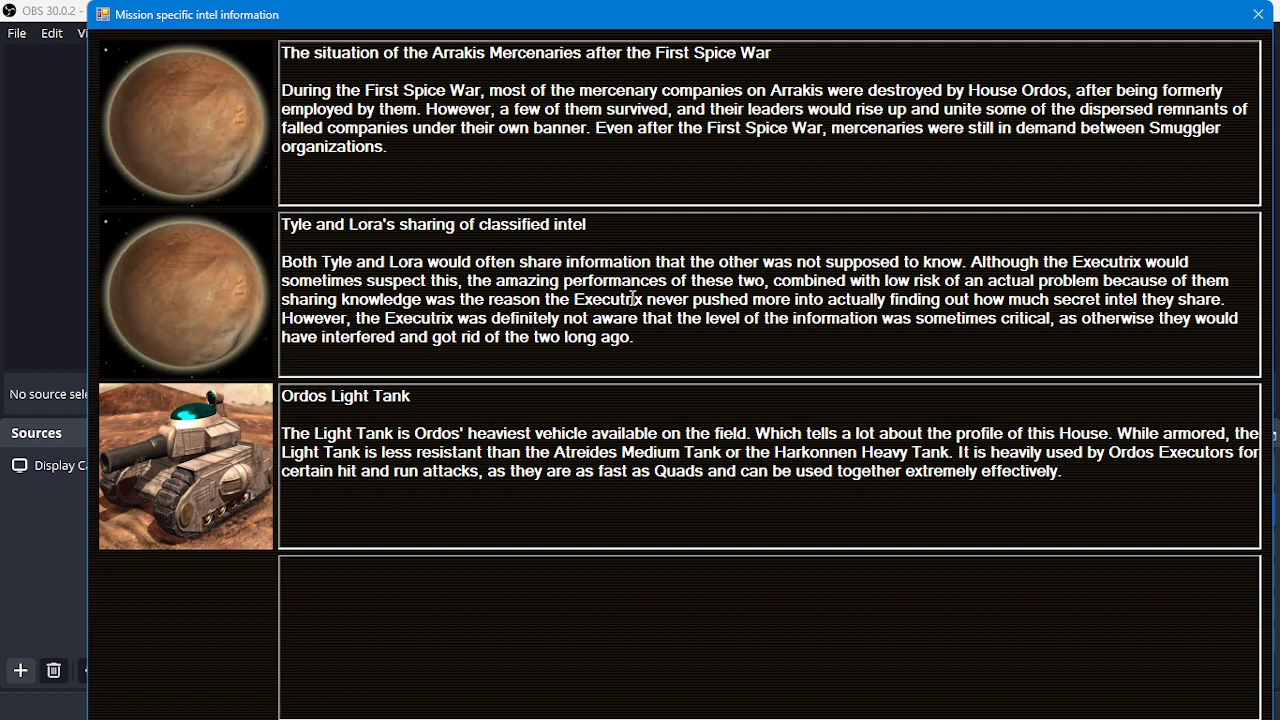 OBS 30.0.2 -
Mission specific intel information
File Edit
The situation of the Arrakis Mercenaries after the First Spice War
During the First Spice War, most of the mercenary companies on Arrakis were destroyed by House Ordos, after being formerly
employed by them. However, a few of them survived, and their leaders would rise up and unite some of the dispersed remnants of
falled companies under their own banner. Even after the First Spice War, mercenaries were still in demand between Smuggler
organizations.
Tyle and Lora's sharing of classified intel
Both Tyle and Lora would often share information that the other was not supposed to know. Although the Executrix would
sometimes suspect this, the amazing performances of these two, combined with low risk of an actual problem because of them
sharing knowledge was the reason the Executrix never pushed more into actually finding out how much secret intel they share.
However, the Executrix was definitely not aware that the level of the information was sometimes critical, as otherwise they would
have interfered and got rid of the two long ago.
No source sele
Sources
Display Ca
Ordos Light Tank
The Light Tank is Ordos' heaviest vehicle available on the field. Which tells a lot about the profile of this House. While armored, the
Light Tank is less resistant than the Atreides Medium Tank or the Harkonnen Heavy Tank. It is heavily used by Ordos Executors for
certain hit and run attacks, as they are as fast as Quads and can be used together extremely effectively.